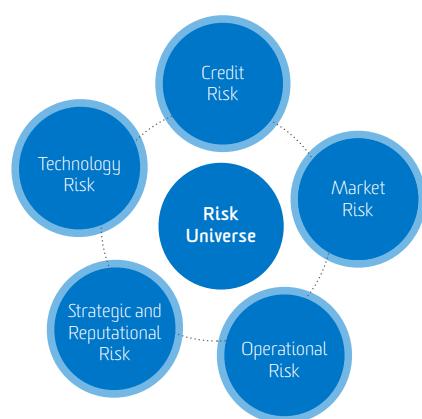 Credit
Risk
Technology
Risk
Market
Risk
Risk
Universe
Strategic and
Reputational
Risk
Operational
Risk